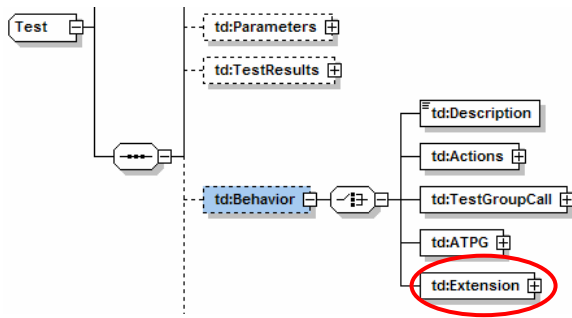 Test
td:Parameters
td:TestResults
td:Behavior
td:Description
td:Actions
td:TestGroupCall
td:ATPG
td:Extension